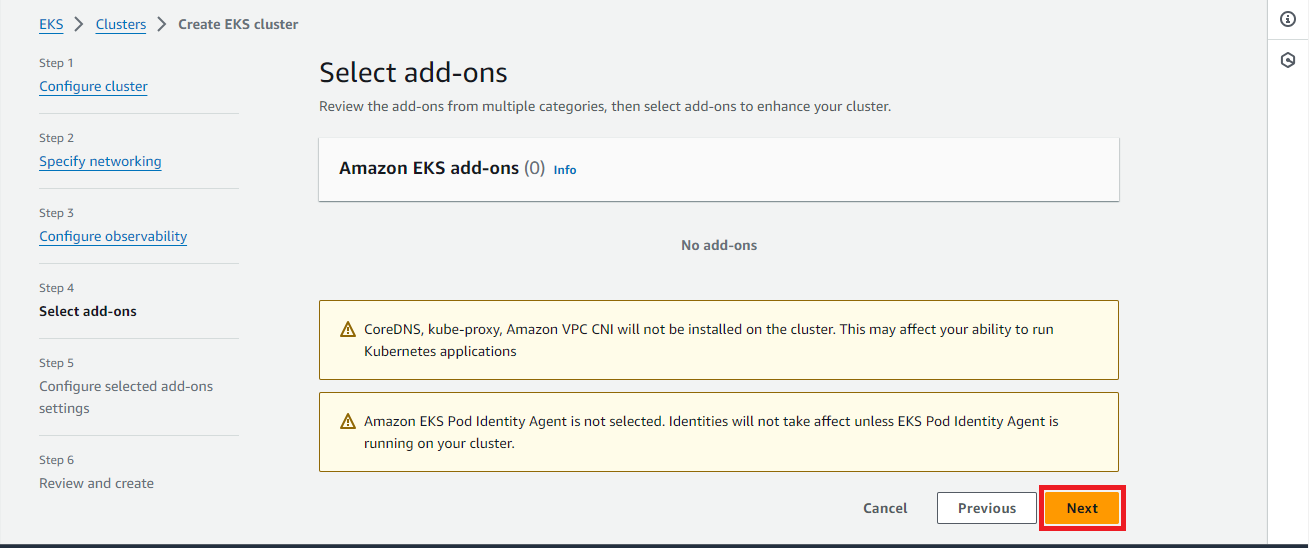 EKS > Clusters > Create EKS cluster
Step 1
Configure cluster
Step 2
Specify networking
Step 3
Configure observability
Step 4
Select add-ons
Step 5
Configure selected add-ons
settings
Step 6
Review and create
Select add-ons
Review the add-ons from multiple categories, then select add-ons to enhance your cluster.
Amazon EKS add-ons (0) Info
No add-ons
CoreDNS, kube-proxy, Amazon VPC CNI will not be installed on the cluster. This may affect your ability to run
Kubernetes applications
Amazon EKS Pod Identity Agent is not selected. Identities will not take affect unless EKS Pod Identity Agent is
running on your cluster.
Cancel Previous Next